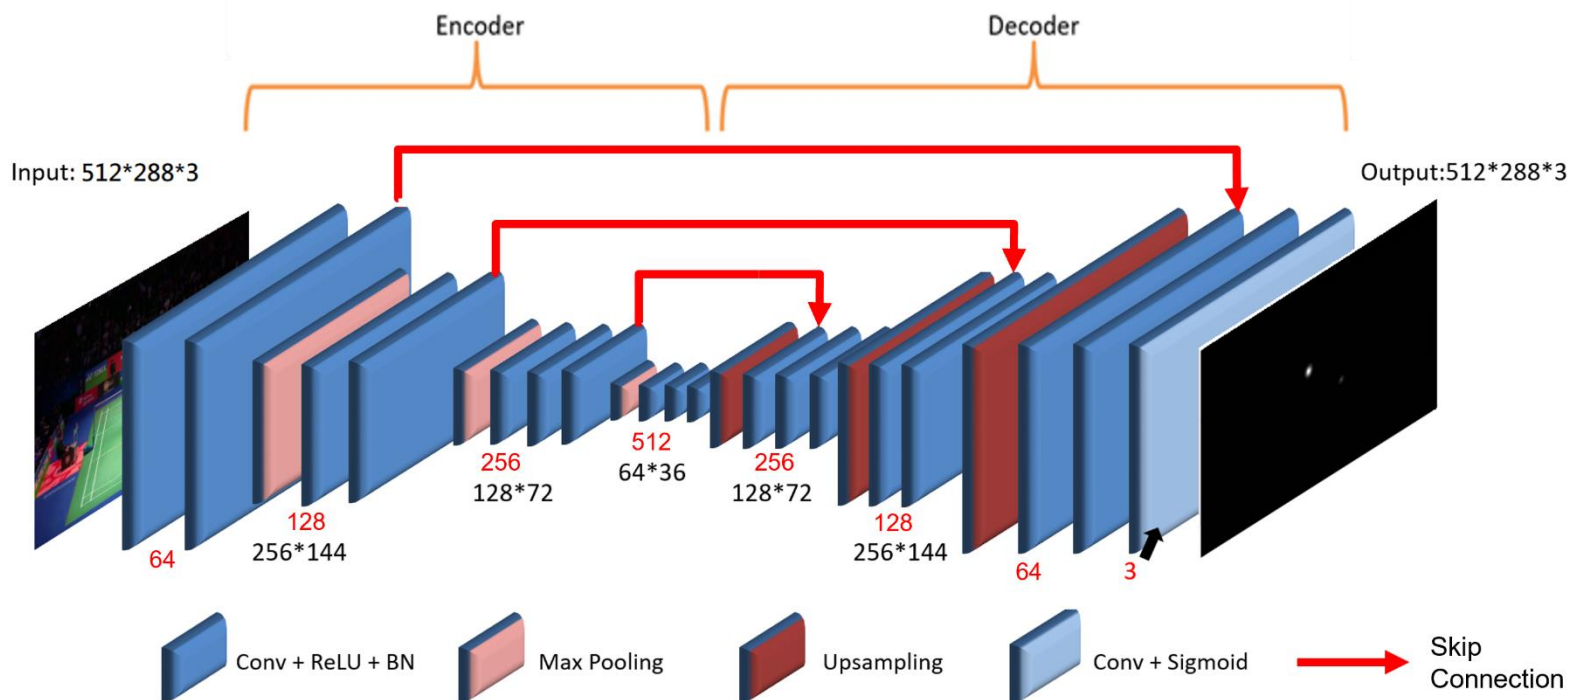 Encoder
Decoder
Input: 512*288*3
Output:512*288*3
64
128
256*144
256
128*72
512
64*36
256
128*72
128
256*144
64
3
Conv + ReLU + BN
Max Pooling
Upsampling
Conv + Sigmoid
Skip
Connection